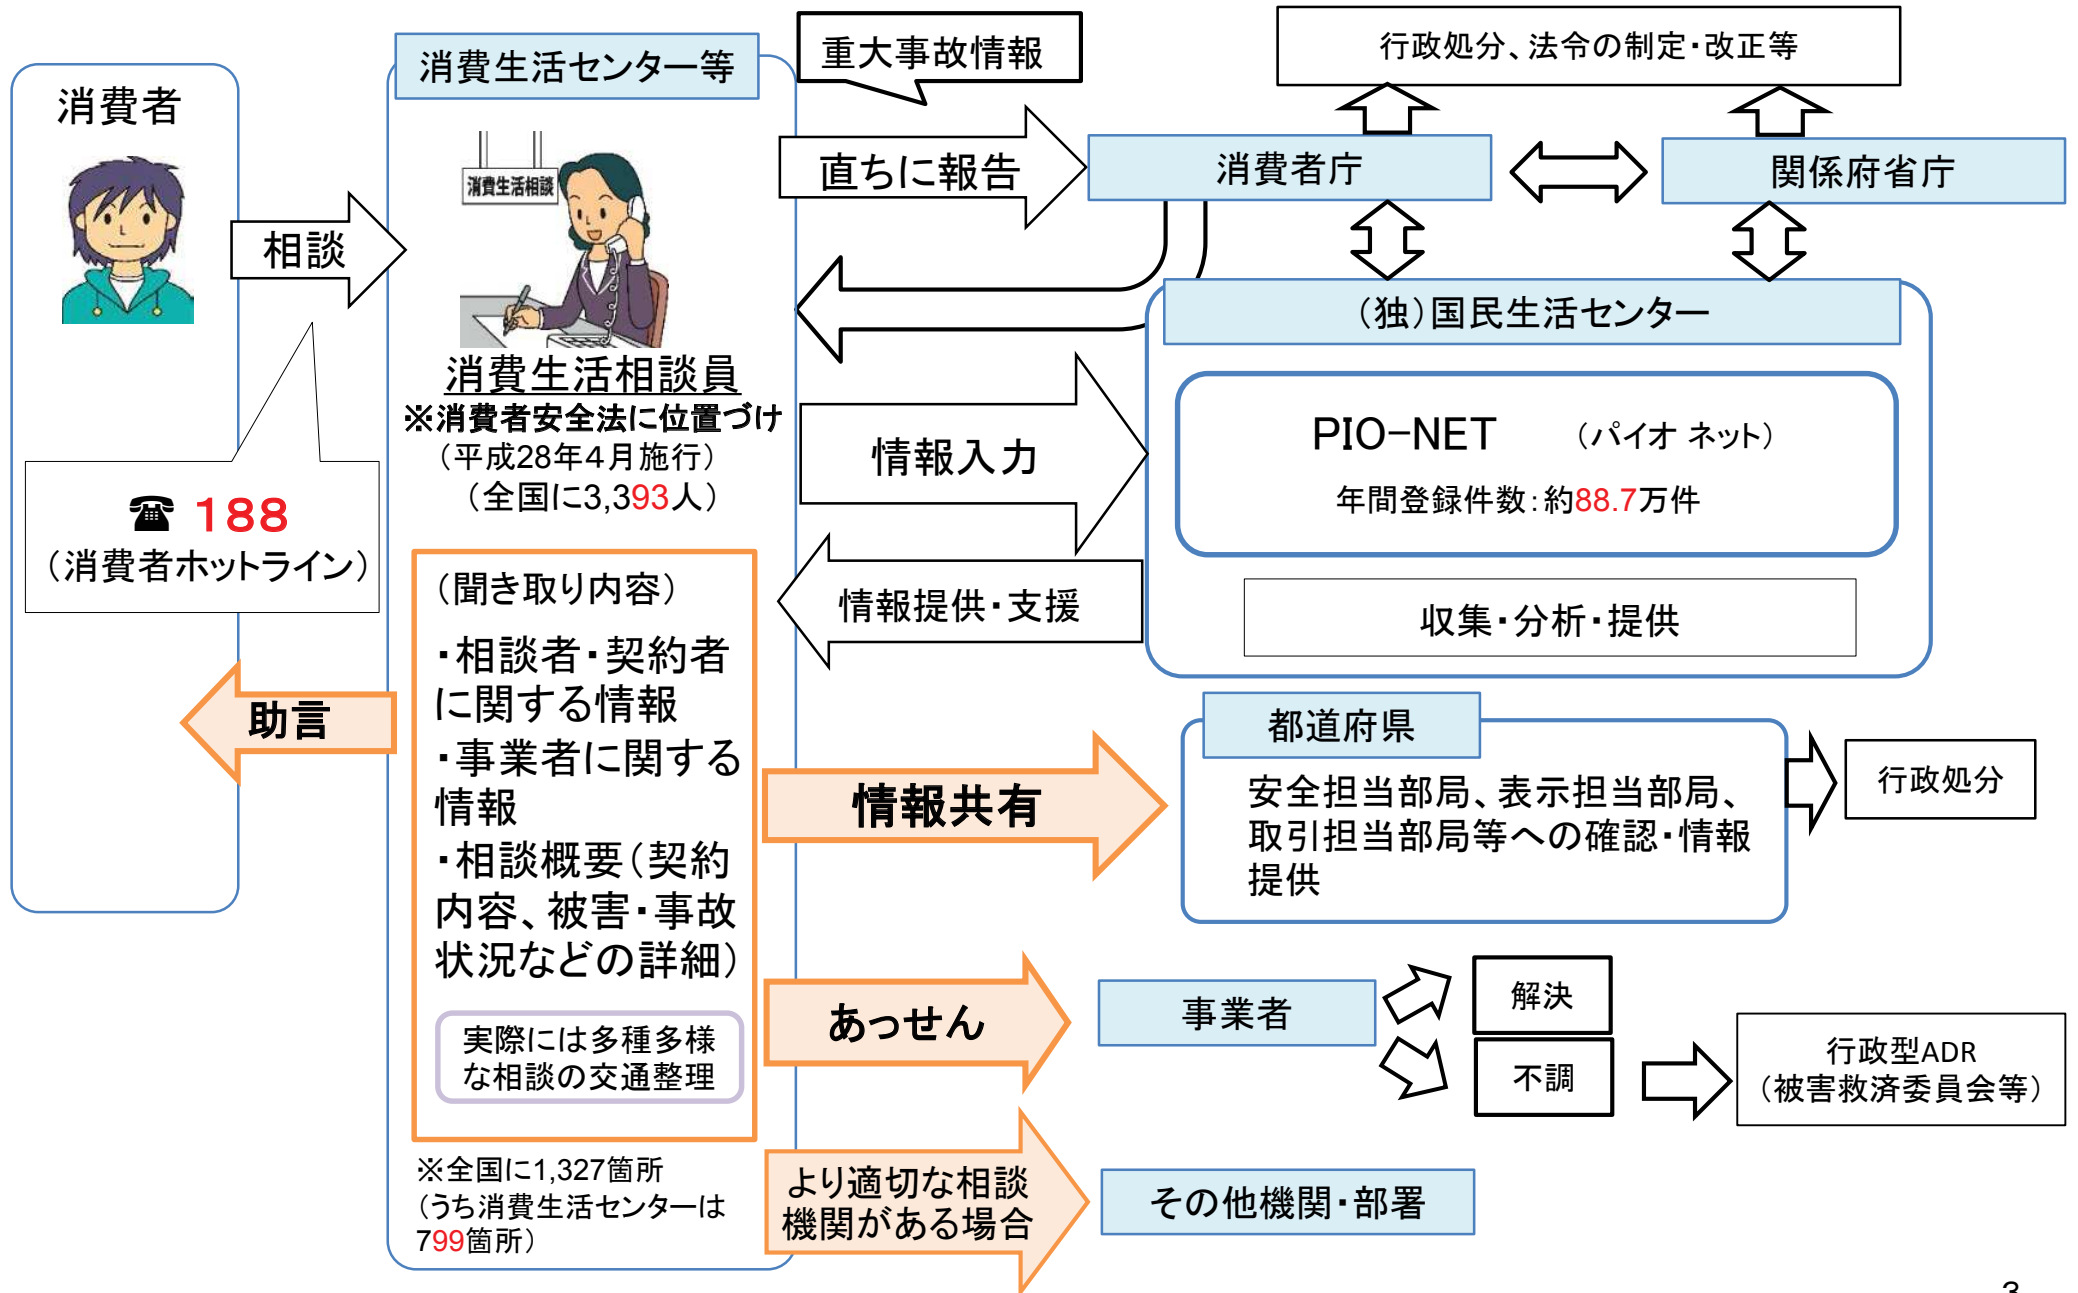 消費者
☎ 188
（消費者ホットライン）
相談
助言
消費生活センター等
消費生活相談
消費生活相談員
※消費者安全法に位置づけ
（平成28年４月施行）
（全国に3,393人）
（聞き取り内容）
・相談者・契約者
に関する情報
・事業者に関する
情報
・相談概要（契約
内容、被害・事故
状況などの詳細）
実際には多種多様
な相談の交通整理
※全国に1,327箇所
（うち消費生活センターは
799箇所）
重大事故情報
直ちに報告
行政処分、法令の制定・改正等
消費者庁
関係府省庁
（独）国民生活センター
情報入力
PIO-NET （パイオ ネット）
年間登録件数：約88.7万件
情報提供・支援
収集・分析・提供
情報共有
都道府県
安全担当部局、表示担当部局、
取引担当部局等への確認・情報
提供
行政処分
あっせん
事業者
解決
不調
行政型ADR
（被害救済委員会等）
より適切な相談
機関がある場合
その他機関・部署
3